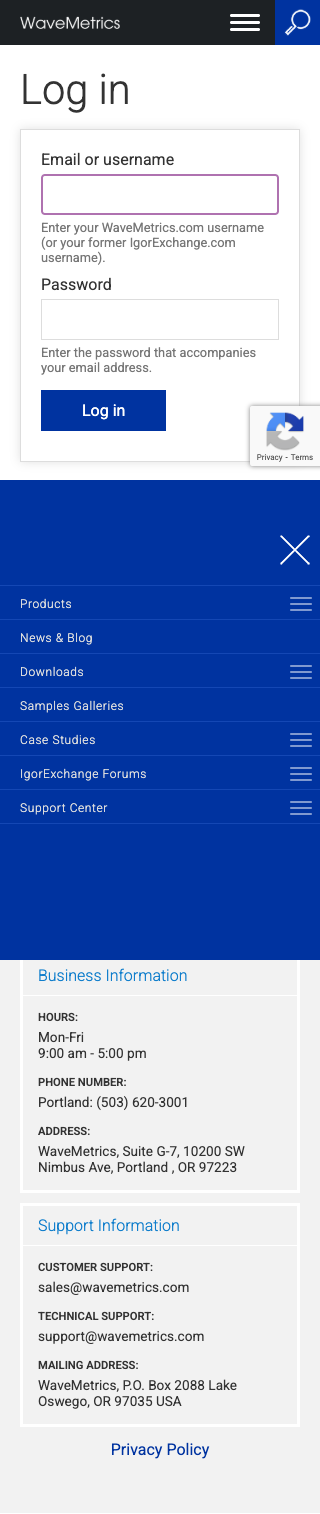 WaveMetrics
Log in
Email or username
Enter your WaveMetrics.com username
(or your former IgorExchange.com
username).
Password
Enter the password that accompanies
your email address.
Log in
Privacy - Terms
Products
News & Blog
Downloads
Samples Galleries
Case Studies
IgorExchange Forums
Support Center
Business Information
HOURS:
Mon-Fri
9:00 am - 5:00 pm
PHONE NUMBER:
Portland: (503) 620-3001
ADDRESS:
WaveMetrics, Suite G-7, 10200 SW
Nimbus Ave, Portland , OR 97223
Support Information
CUSTOMER SUPPORT:
sales@wavemetrics.com
TECHNICAL SUPPORT:
support@wavemetrics.com
MAILING ADDRESS:
WaveMetrics, P.O. Box 2088 Lake
Oswego, OR 97035 USA
Privacy Policy